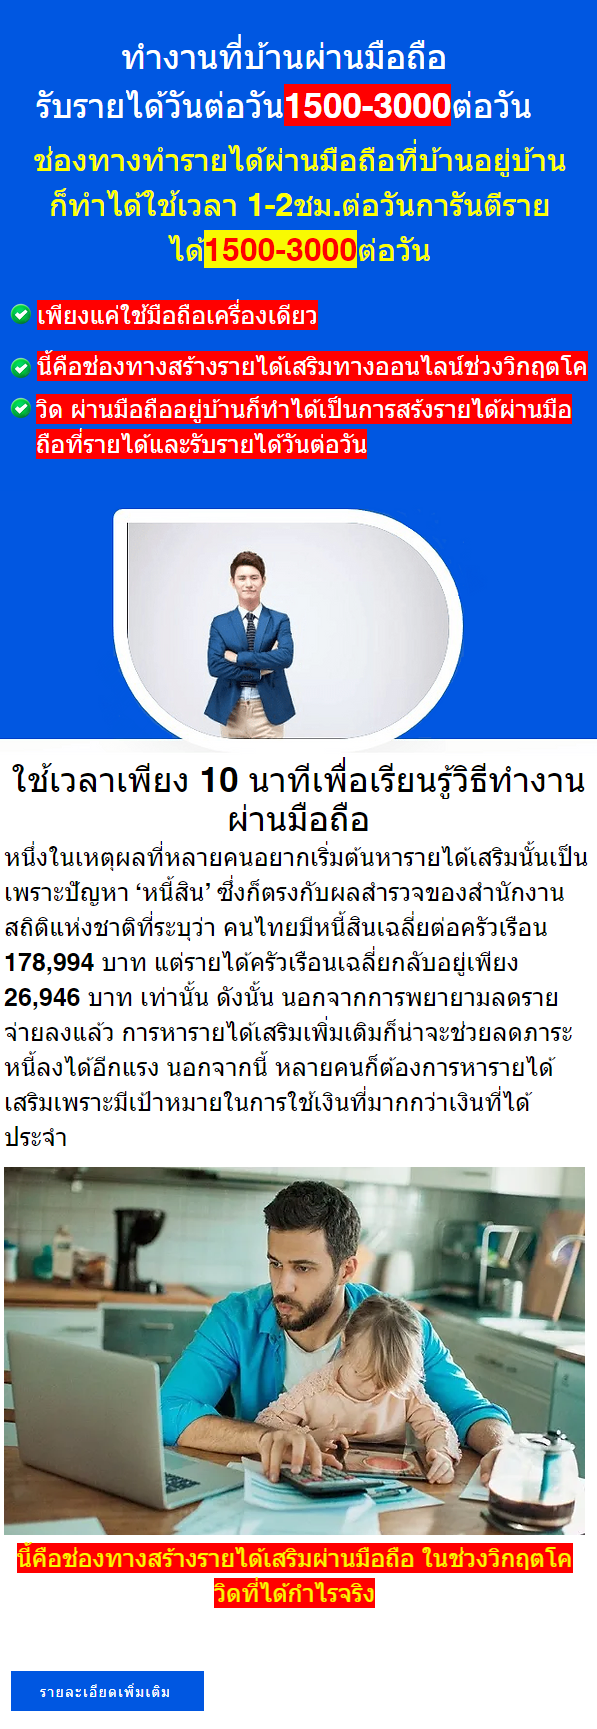 ทำงานที่บ้านผ่านมือถือ
รับรายได้วันต่อวัน1500-3000ต่อวัน
ช่องทางทำรายได้ผ่านมือถือที่บ้านอยู่บ้าน
ก็ทำได้ใช้เวลา 1-2ชม.ต่อวันการันตีราย
ได้1500-3000ต่อวัน
เพียงแค่ใช้มือถือเครื่องเดียว
นี้คือช่องทางสร้างรายได้เสริมทางออนไลน์ช่วงวิกฤตโค
วิด ผ่านมือถืออยู่บ้านก็ทำได้เป็นการสร้งรายได้ผ่านมือ
ถือที่รายได้และรับรายได้วันต่อวัน
ใช้เวลาเพียง 10 นาทีเพื่อเรียนรู้วิธีทำงาน
ผ่านมือถือ
หนึ่งในเหตุผลที่หลายคนอยากเริ่มต้นหารายได้เสริมนั้นเป็น
เพราะปัญหา ‘หนี้สิน’ ซึ่งก็ตรงกับผลสำรวจของสำนักงาน
สถิติแห่งชาติที่ระบุว่า คนไทยมีหนี้สินเฉลี่ยต่อครัวเรือน
178,994 บาท แต่รายได้ครัวเรือนเฉลี่ยกลับอยู่เพียง
26,946 บาท เท่านั้น ดังนั้น นอกจากการพยายามลดราย
จ่ายลงแล้ว การหารายได้เสริมเพิ่มเติมก็น่าจะช่วยลดภาระ
หนี้ลงได้อีกแรง นอกจากนี้ หลายคนก็ต้องการหารายได้
เสริมเพราะมีเป้าหมายในการใช้เงินที่มากกว่าเงินที่ได้
ประจำ
นี้คือช่องทางสร้างรายได้เสริมผ่านมือถือ ในช่วงวิกฤตโค
วิดที่ได้กำไรจริง
รายละเอียดเพิ่มเติม